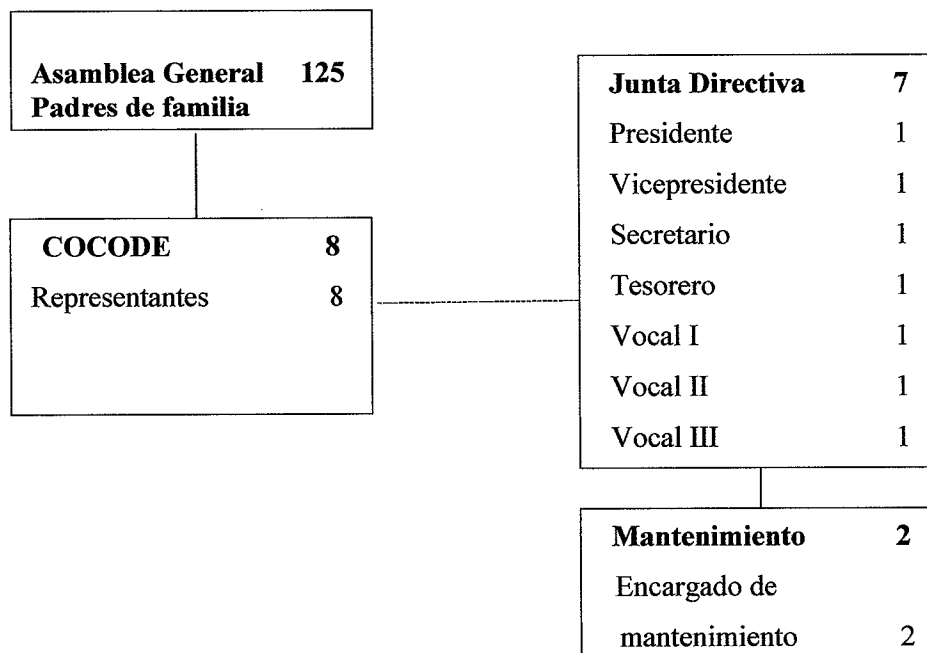 Asamblea General 125
Padres de familia
COCODE 8
Representantes 8
Junta Directiva 7
Presidente 1
Vicepresidente 1
Secretario 1
Tesorero 1
Vocal I 1
Vocal II 1
Vocal III 1
Mantenimiento 2
Encargado de
mantenimiento 2